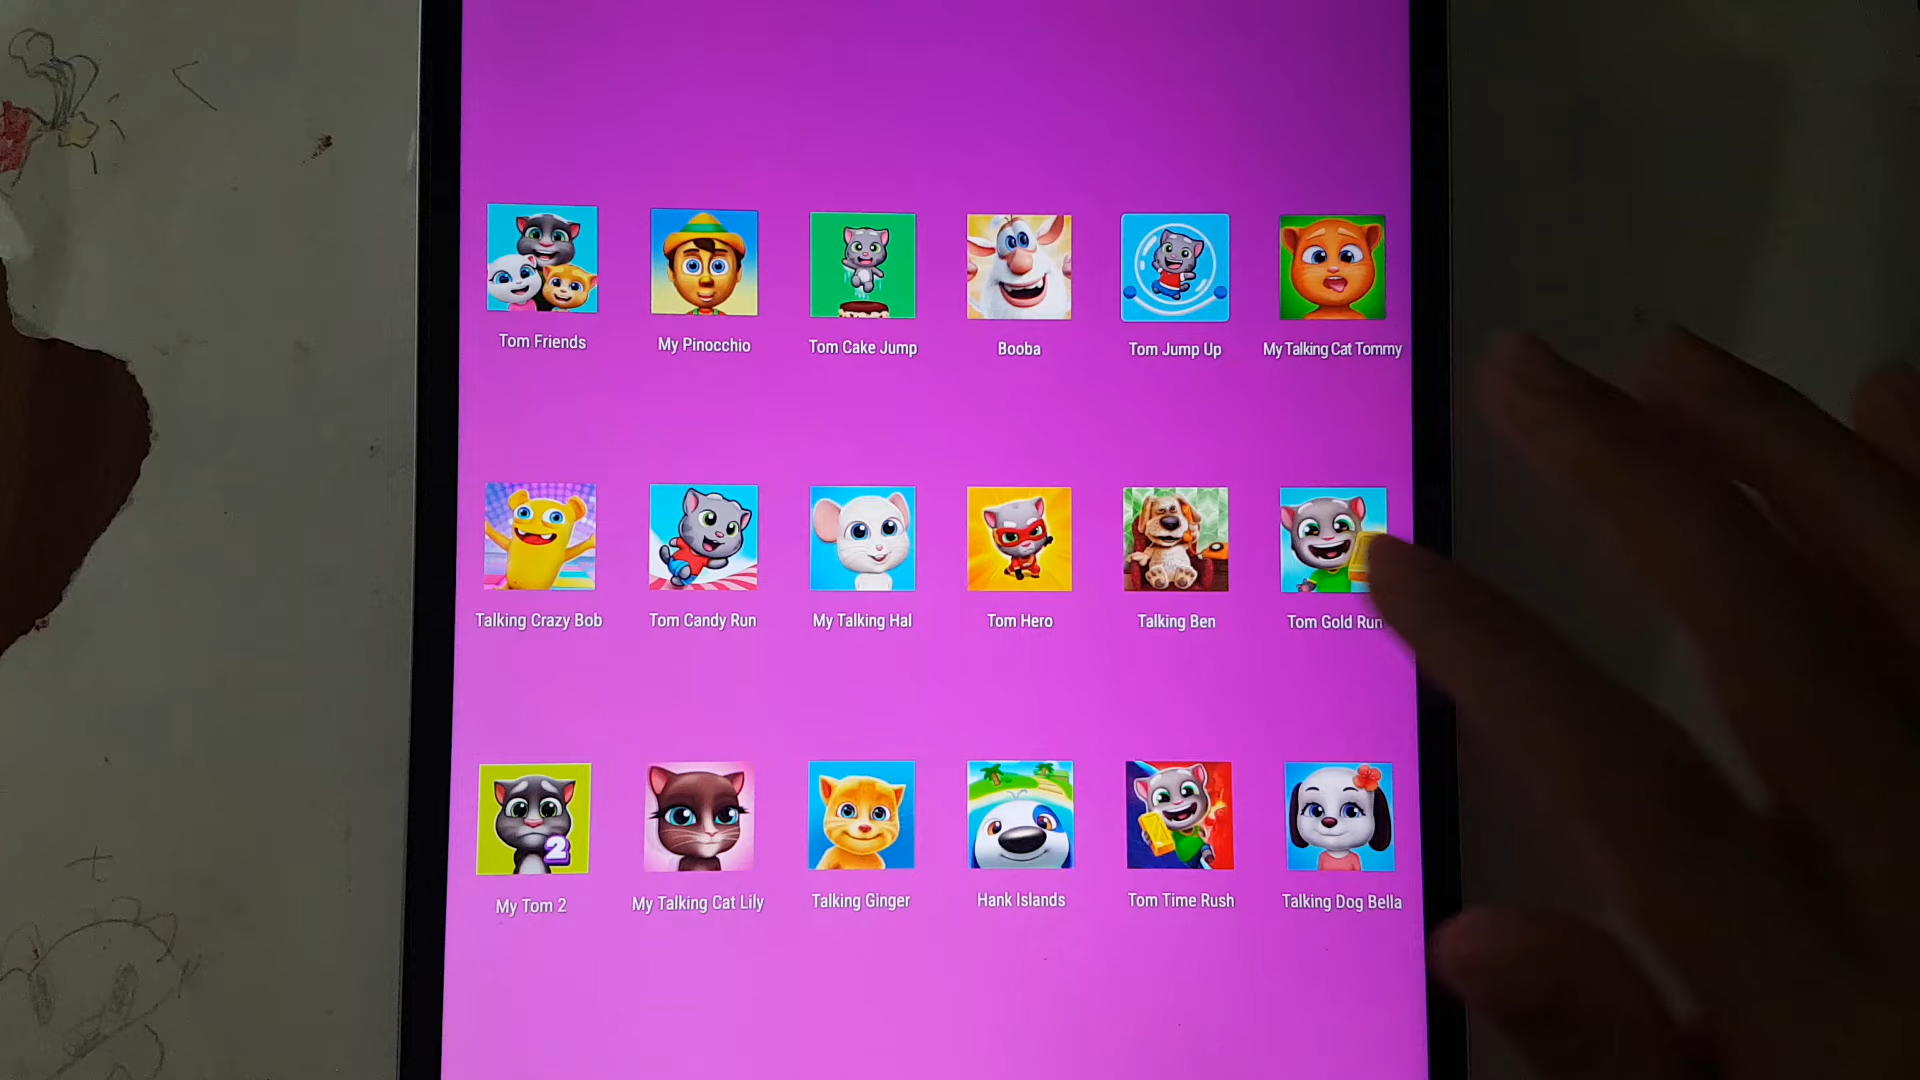 Tom Friends
My Pinocchio
Tom Cake Jump
Booba
Tom Jump Up
My Talking Cat Tommy
Talking Crazy Bob
Tom Candy Run
My Talking Hal
Tom Hero
Talking Ben
Tom Gold Run
2
My Tom 2
My Talking Cat Lily
Talking Ginger
Hank Islands
Tom Time Rush
Talking Dog Bella